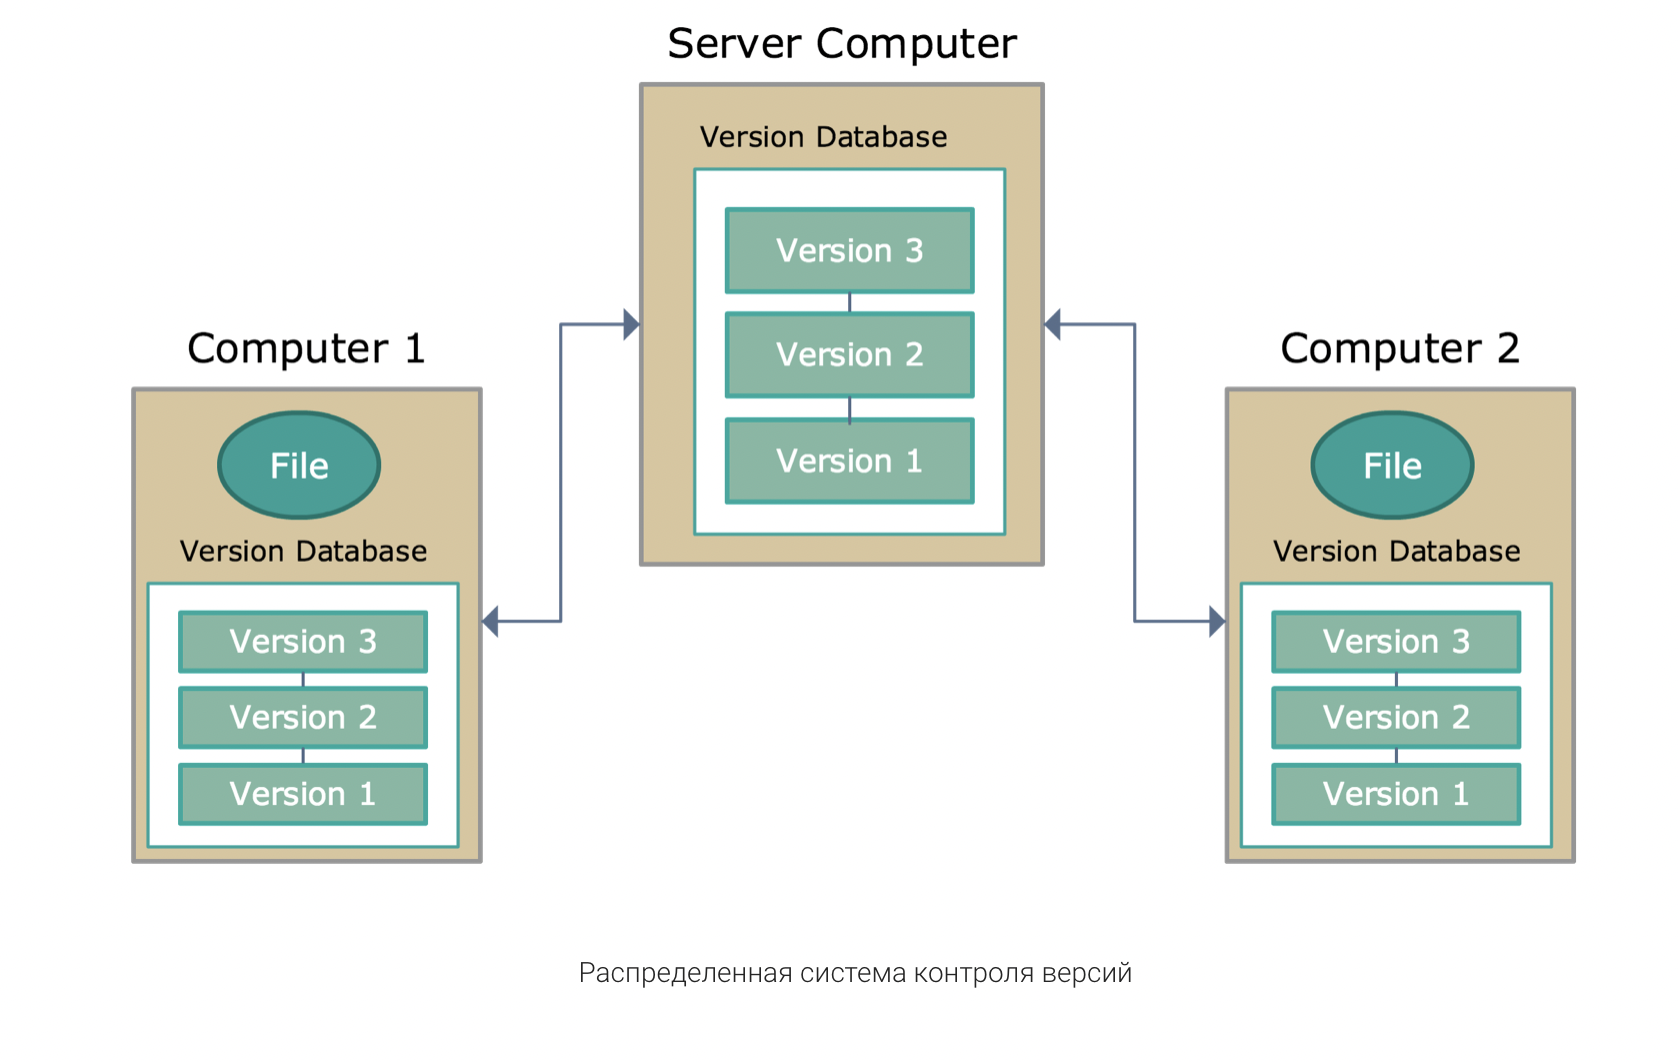 Server Computer
Version Database
Version 3
Version 2
Version 1
Computer 1
File
Version Database
Version 3
Version 2
Version 1
Computer 2
File
Version Database
Version 3
Version 2
Version 1
Распределенная система контроля версий